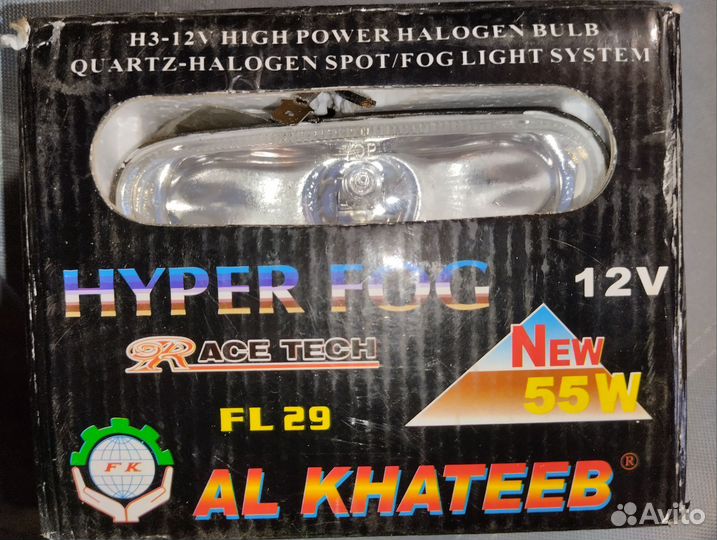 H3-12V HIGH POWER HALOGEN BULB
QUARTZ-HALOGEN SPOT/FOG LIGHT SYSTEM
TOP
HYPER FOG
12V
RACE TECH
NEW
55W
FL 29
FK
AL KHATEEB®
Avito